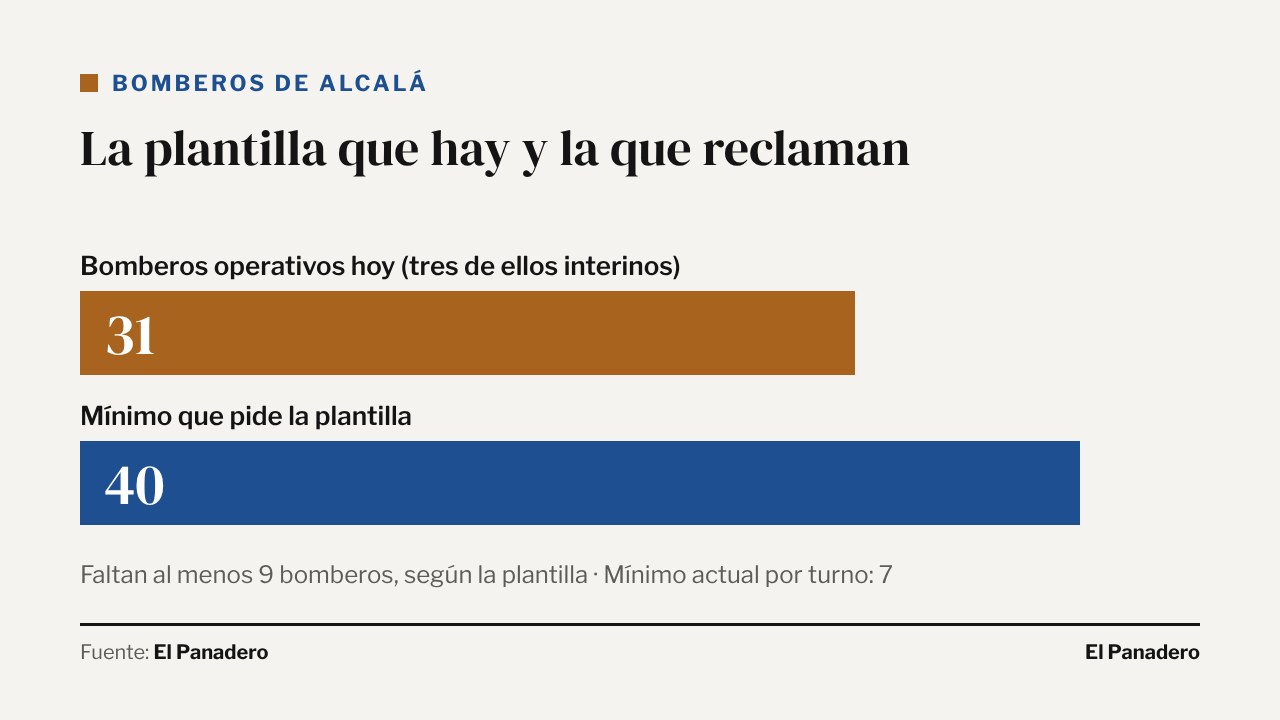 BOMBEROS DE ALCALÁ
La plantilla que hay y la que reclaman
Bomberos operativos hoy (tres de ellos interinos)
31
Mínimo que pide la plantilla
40
Faltan al menos 9 bomberos, según la plantilla · Mínimo actual por turno: 7
Fuente: El Panadero
El Panadero